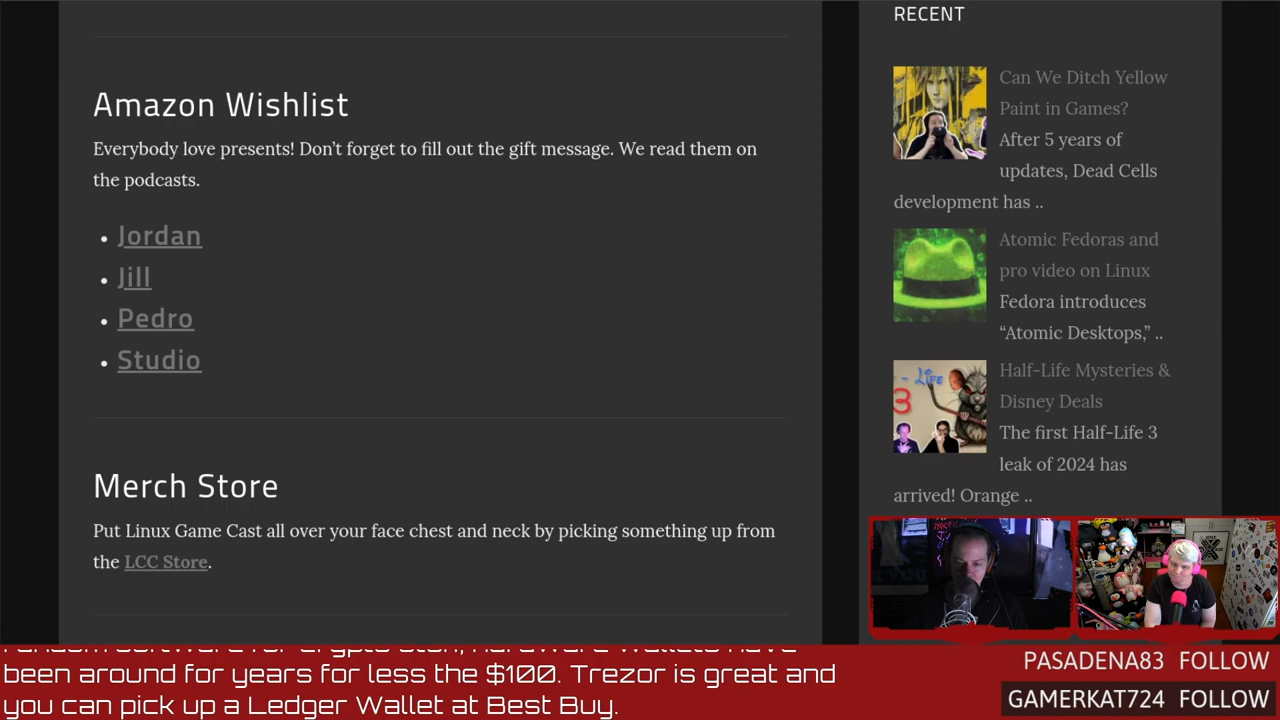 RECENT
Amazon Wishlist
Everybody love presents! Don't forget to fill out the gift message. We read them on
the podcasts.
Jordan
Jill
Pedro
Studio
Merch Store
Put Linux Game Cast all over your face chest and neck by picking something up from
the LCC Store.
Can We Ditch Yellow
Paint in Games?
After 5 years of
updates, Dead Cells
development has ..
Atomic Fedoras and
pro video on Linux
Fedora introduces
“Atomic Desktops,” ..
Half-Life Mysteries &
Disney Deals
The first Half-Life 3
leak of 2024 has
arrived! Orange ..
been around for years for less the $100. Trezor is great and
you can pick up a Ledger Wallet at Best Buy.
PASADENA83 FOLLOW
GAMERKAT724 FOLLOW